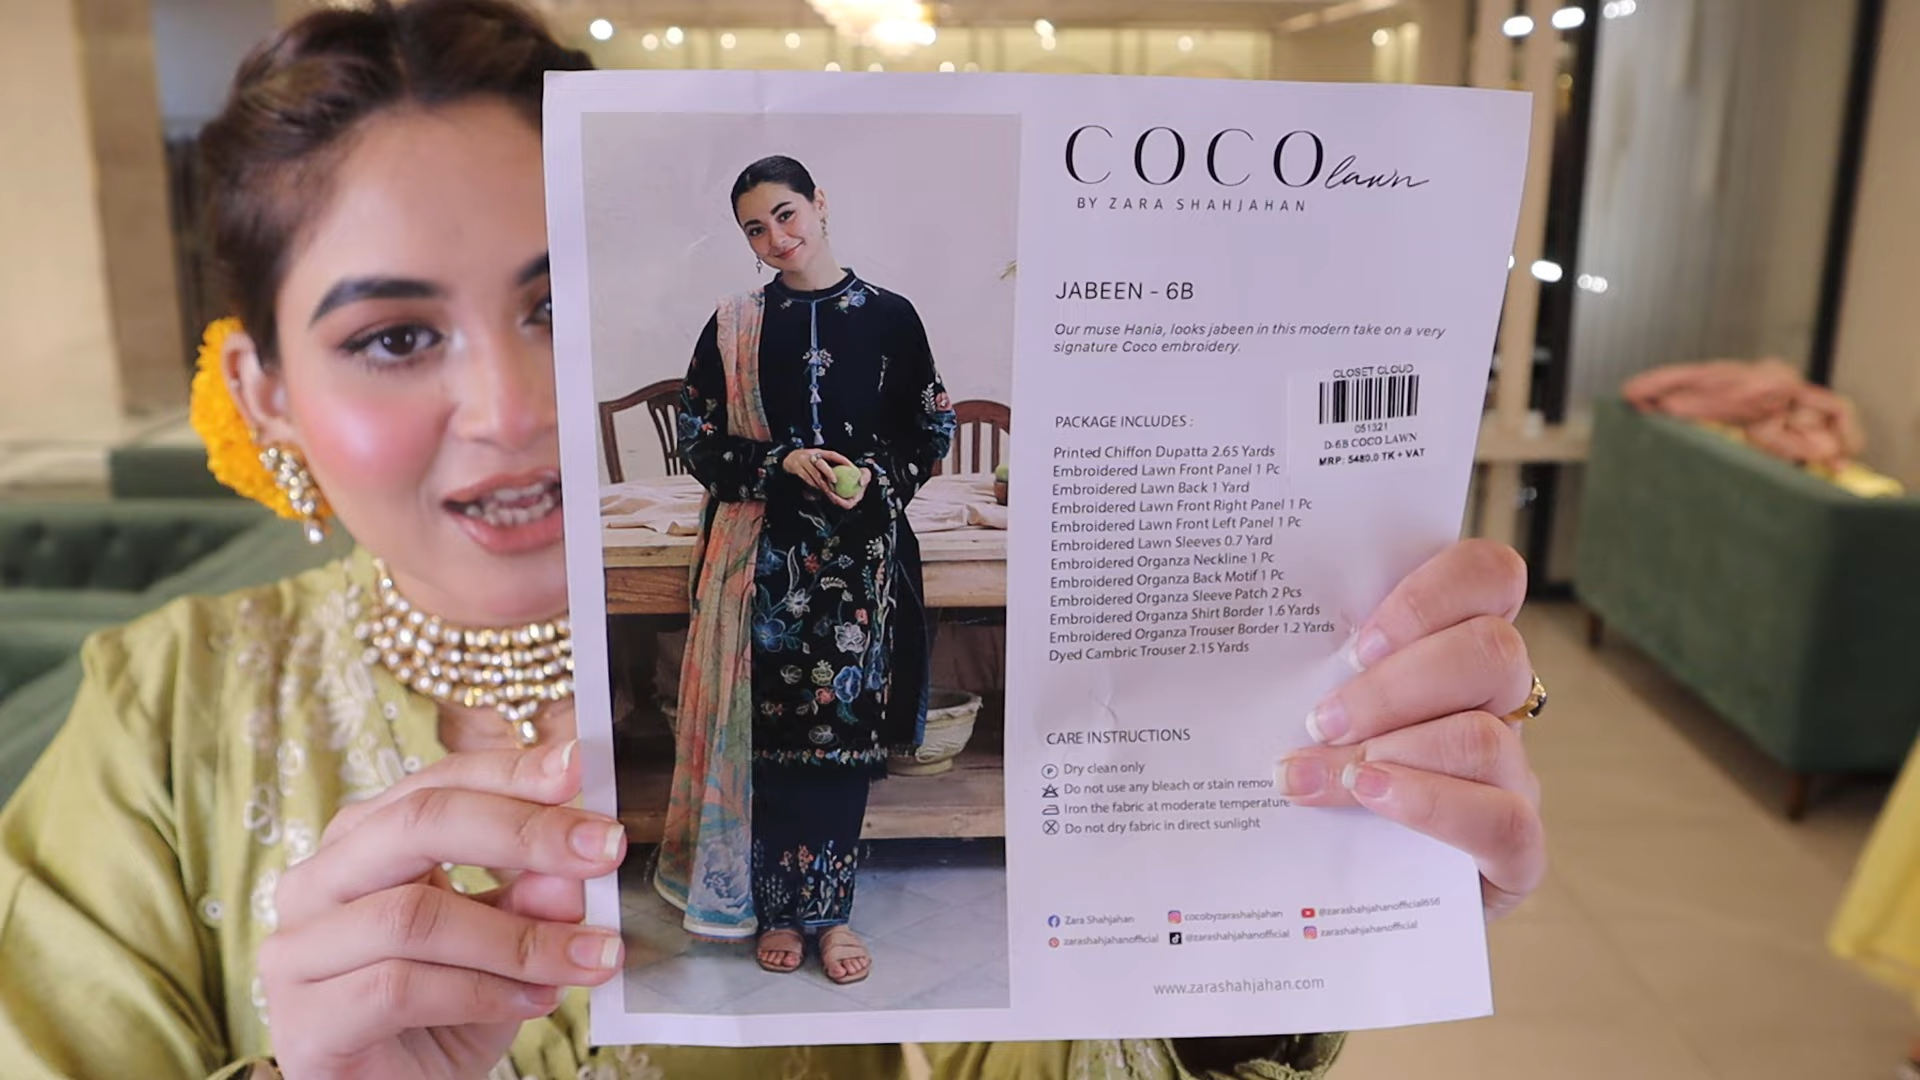 COCO lawn
BY ZARA SHAHJAHAN
JABEEN - 6B
Our muse Hania, looks jabeen in this modern take on a very
signature Coco embroidery.
CLOSET CLOUD
051321
D-6B COCO LAWN
MRP: 5480.0 TK + VAT
PACKAGE INCLUDES :
Printed Chiffon Dupatta 2.65 Yards
Embroidered Lawn Front Panel 1 Pc
Embroidered Lawn Back 1 Yard
Embroidered Lawn Front Right Panel 1 Pc
Embroidered Lawn Front Left Panel 1 Pc
Embroidered Lawn Sleeves 0.7 Yard
Embroidered Organza Neckline 1 Pc
Embroidered Organza Back Motif 1 Pc
Embroidered Organza Sleeve Patch 2 Pcs
Embroidered Organza Shirt Border 1.6 Yards
Embroidered Organza Trouser Border 1.2 Yards
Dyed Cambric Trouser 2.15 Yards
CARE INSTRUCTIONS
P Dry clean only
Do not use any bleach or stain remov
Iron the fabric at moderate temperature
Do not dry fabric in direct sunlight
Zara Shahjahan cocobyzarashahjahan @zarashahjahanofficial656
zarashahjahanofficial @zarashahjahanofficial zarashahjahanofficial
www.zarashahjahan.com